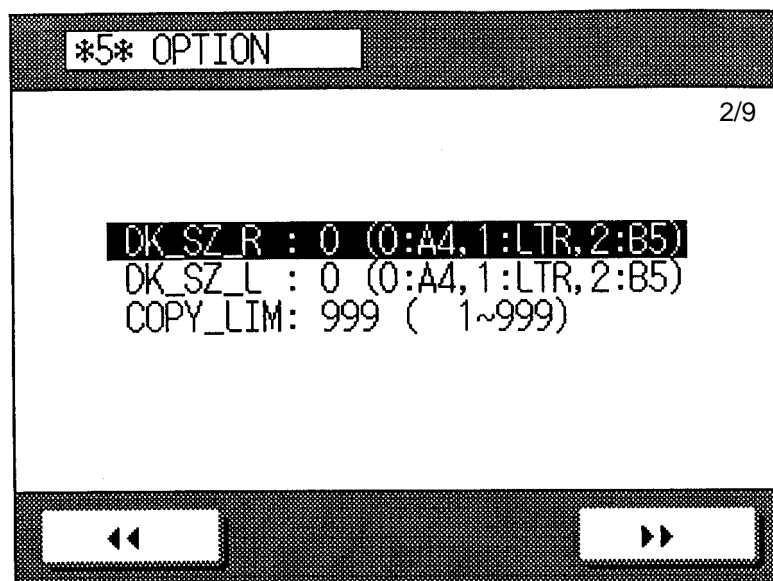 *5* OPTION
2/9
DK_SZ_R : 0 (0:A4,1:LTR,2:B5)
DK_SZ_L : 0 (0:A4,1:LTR,2:B5)
COPY_LIM: 999 (  1~999)